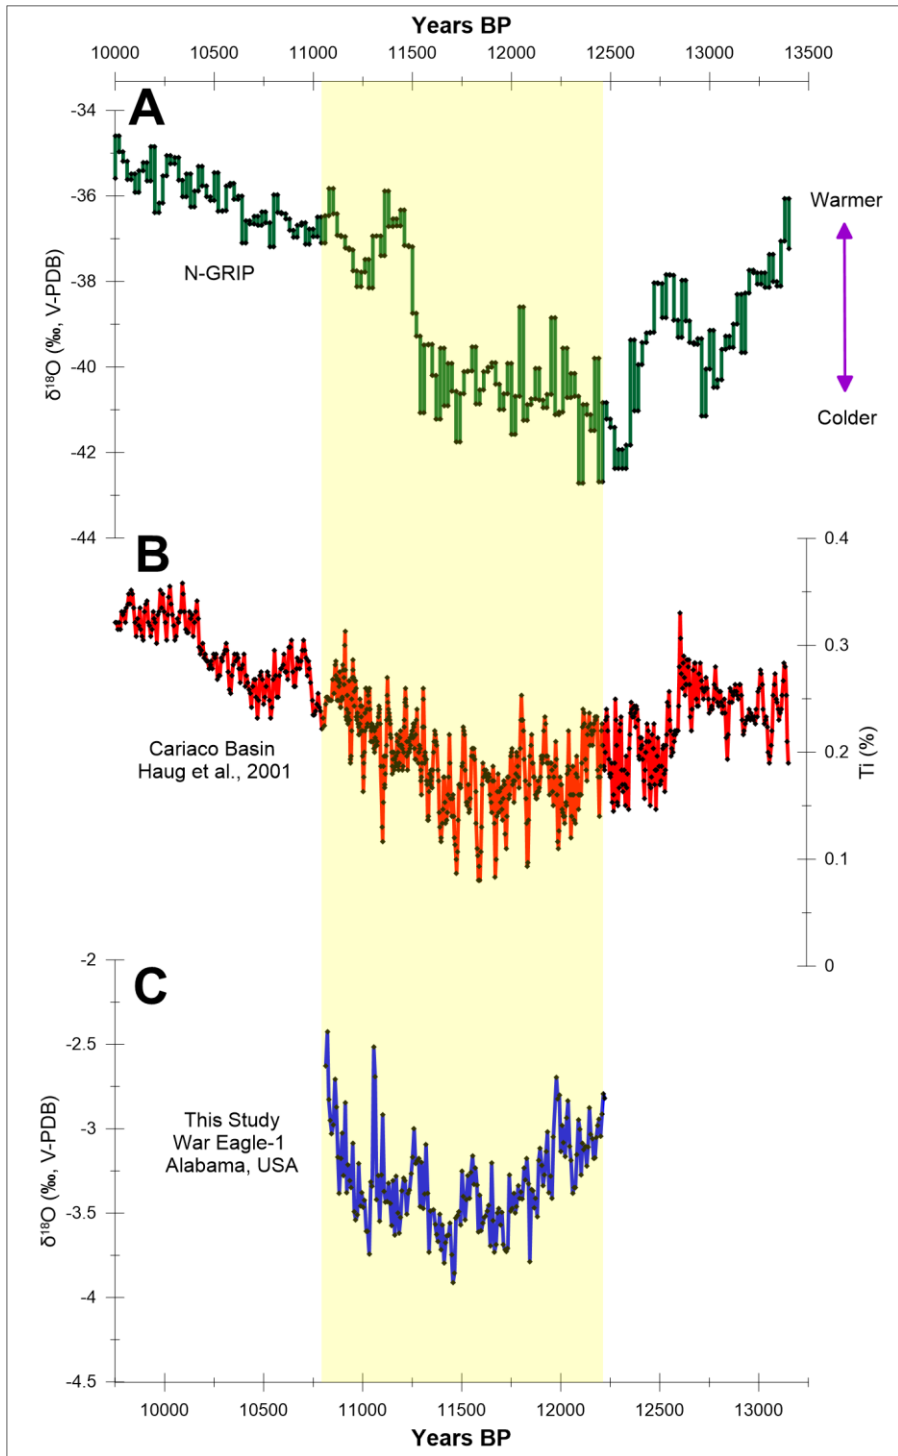 Years BP
10000 10500 11000 11500 12000 12500 13000 13500
A
-34
-36
-38
-40
-42
-44
δ¹⁸O (‰, V-PDB)
N-GRIP
Warmer
Colder
B
0.4
0.3
0.2
0.1
0
Ti (%)
Cariaco Basin
Haug et al., 2001
C
-2
-2.5
-3
-3.5
-4
-4.5
δ¹⁸O (‰, V-PDB)
This Study
War Eagle-1
Alabama, USA
10000 10500 11000 11500 12000 12500 13000
Years BP